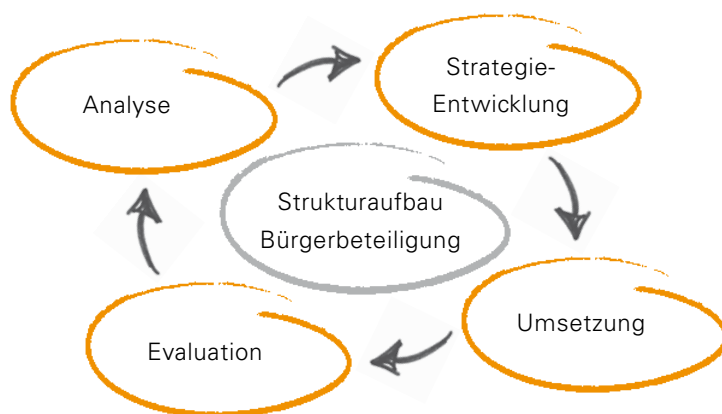 Analyse
Strategie-
Entwicklung
Strukturaufbau
Bürgerbeteiligung
Umsetzung
Evaluation